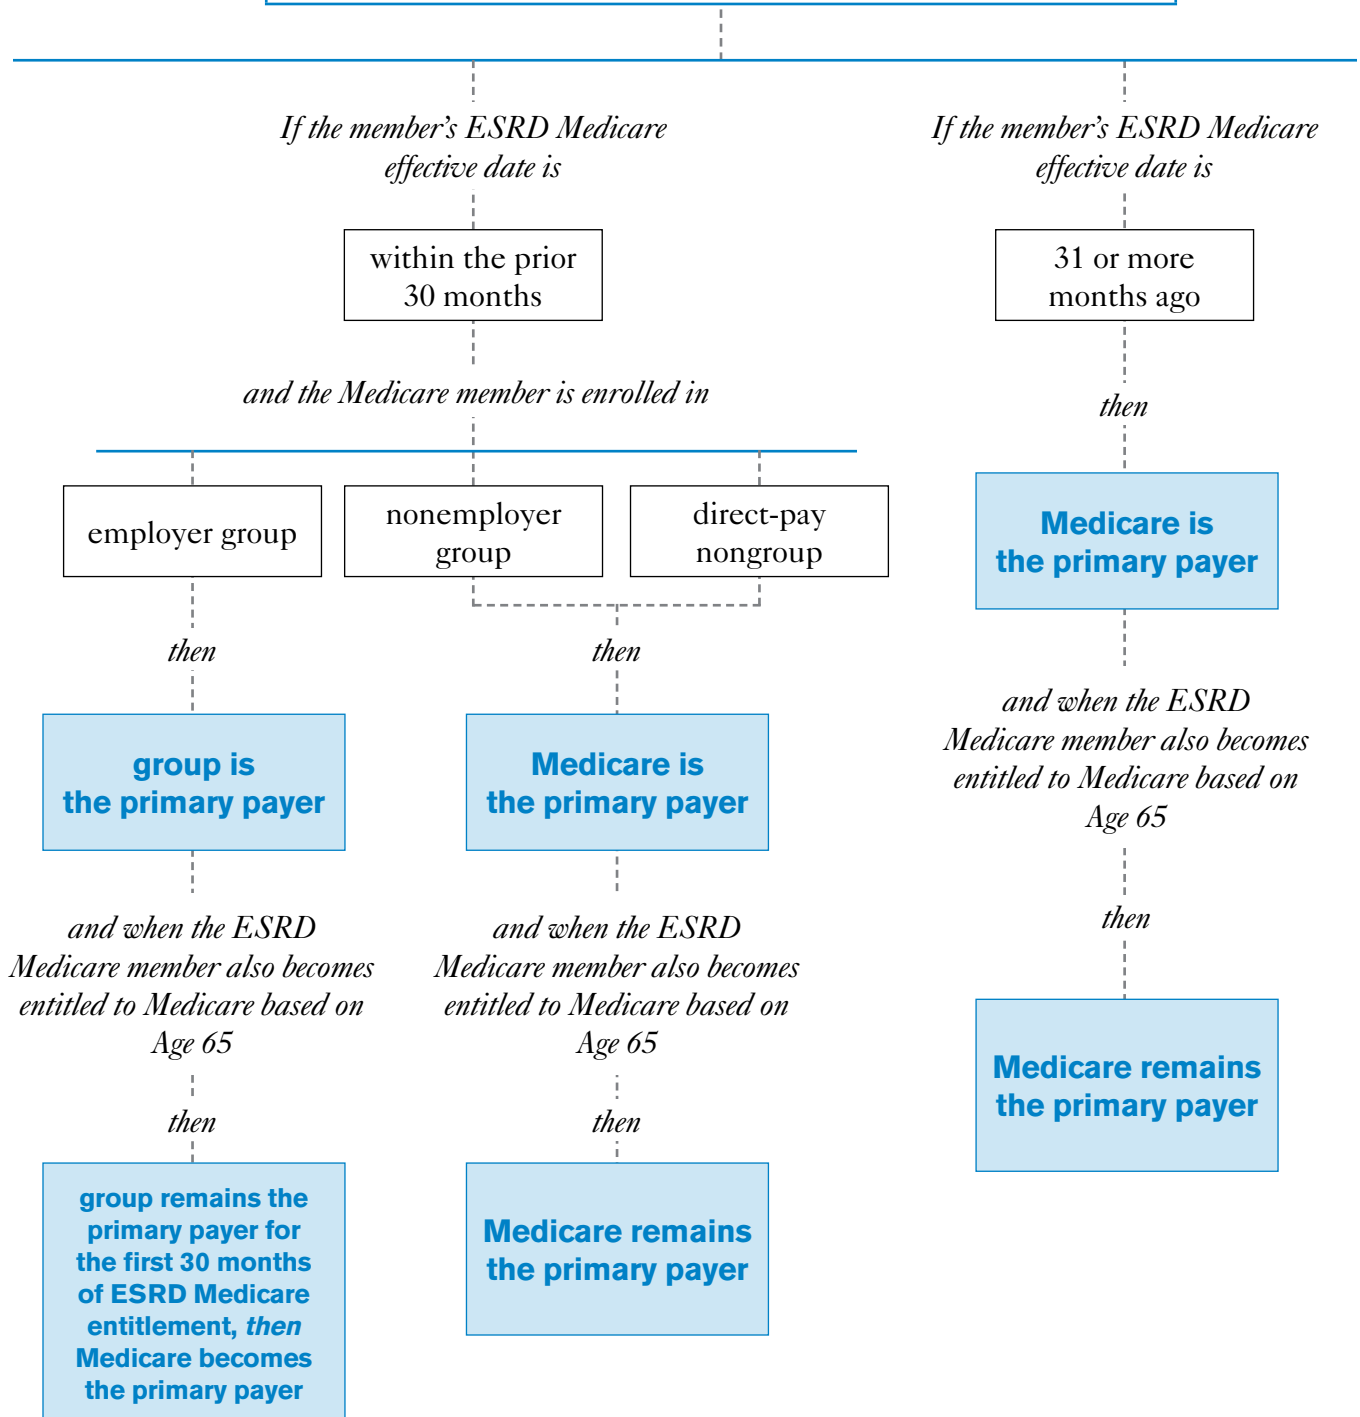 If the member's ESRD Medicare
effective date is
within the prior
30 months
and the Medicare member is enrolled in
employer group
then
group is
the primary payer
and when the ESRD
Medicare member also becomes
entitled to Medicare based on
Age 65
then
group remains the
primary payer for
the first 30 months
of ESRD Medicare
entitlement, then
Medicare becomes
the primary payer
nonemployer
group
direct-pay
nongroup
then
Medicare is
the primary payer
and when the ESRD
Medicare member also becomes
entitled to Medicare based on
Age 65
then
Medicare remains
the primary payer
If the member's ESRD Medicare
effective date is
31 or more
months ago
then
Medicare is
the primary payer
and when the ESRD
Medicare member also becomes
entitled to Medicare based on
Age 65
then
Medicare remains
the primary payer